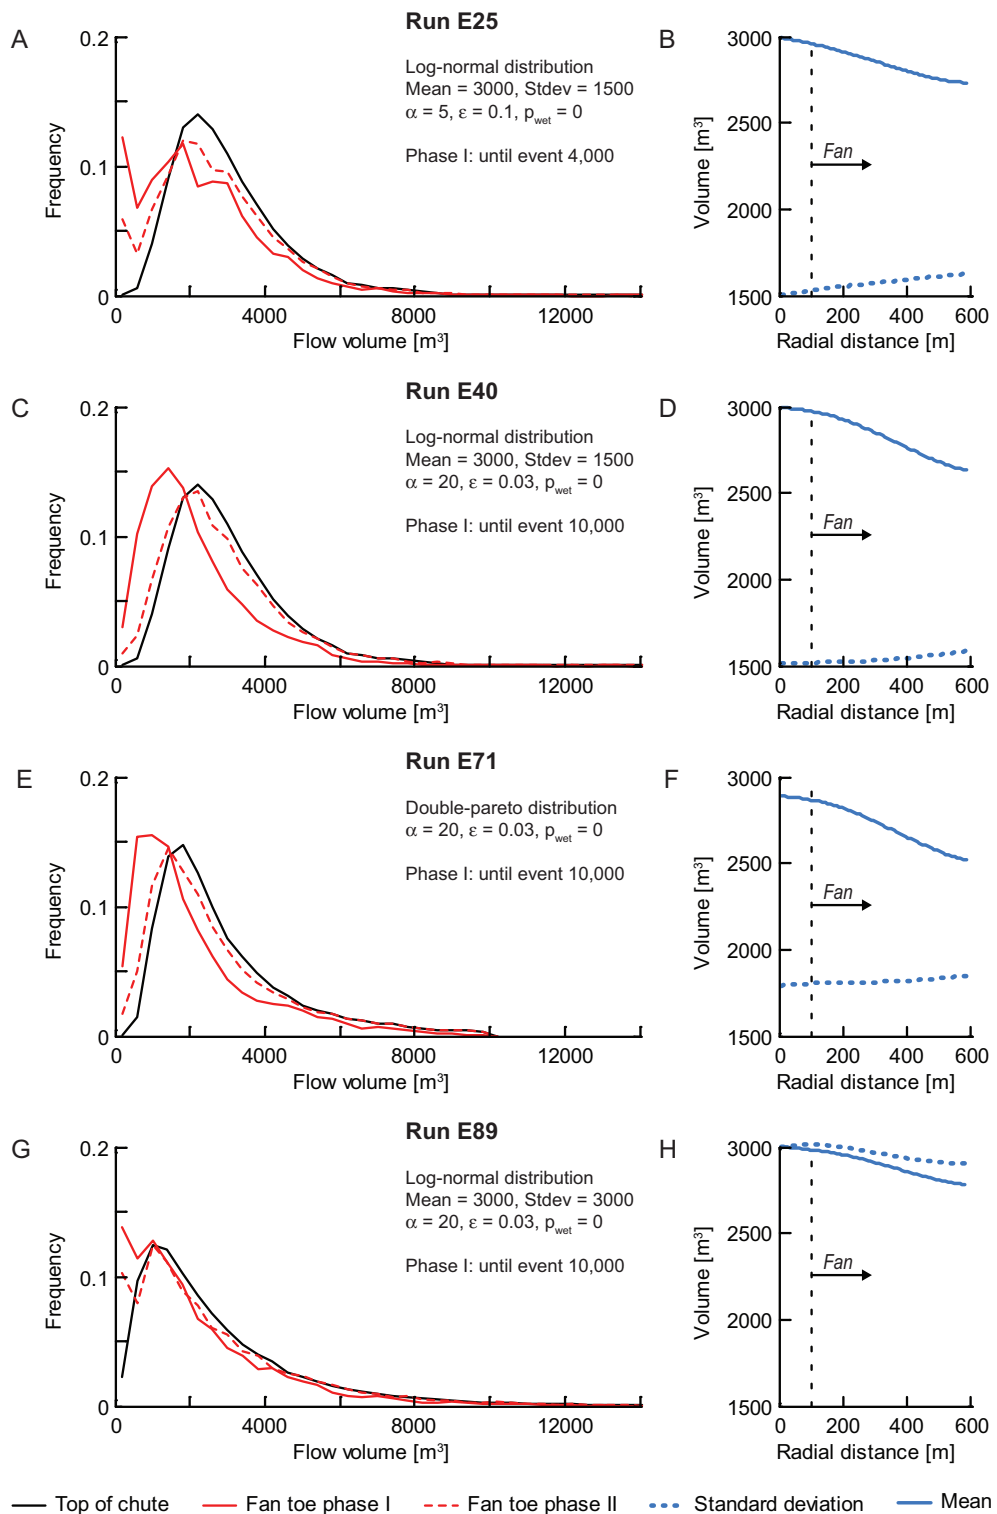 Run E25
A
0.2
0.1
0
Frequency
0
4000
8000
12000
Flow volume [m³]
Log-normal distribution
Mean = 3000, Stdev = 1500
α = 5, ε = 0.1, pwet = 0
Phase I: until event 4,000
B
3000
2500
2000
1500
Volume [m³]
Fan
0
200
400
600
Radial distance [m]
Run E40
C
0.2
0.1
0
Frequency
0
4000
8000
12000
Flow volume [m³]
Log-normal distribution
Mean = 3000, Stdev = 1500
α = 20, ε = 0.03, pwet = 0
Phase I: until event 10,000
D
3000
2500
2000
1500
Volume [m³]
Fan
0
200
400
600
Radial distance [m]
Run E71
E
0.2
0.1
0
Frequency
0
4000
8000
12000
Flow volume [m³]
Double-pareto distribution
α = 20, ε = 0.03, pwet = 0
Phase I: until event 10,000
F
3000
2500
2000
1500
Volume [m³]
Fan
0
200
400
600
Radial distance [m]
Run E89
G
0.2
0.1
0
Frequency
0
4000
8000
12000
Flow volume [m³]
Log-normal distribution
Mean = 3000, Stdev = 3000
α = 20, ε = 0.03, pwet = 0
Phase I: until event 10,000
H
3000
2500
2000
1500
Volume [m³]
Fan
0
200
400
600
Radial distance [m]
Top of chute
Fan toe phase I
Fan toe phase II
Standard deviation
Mean